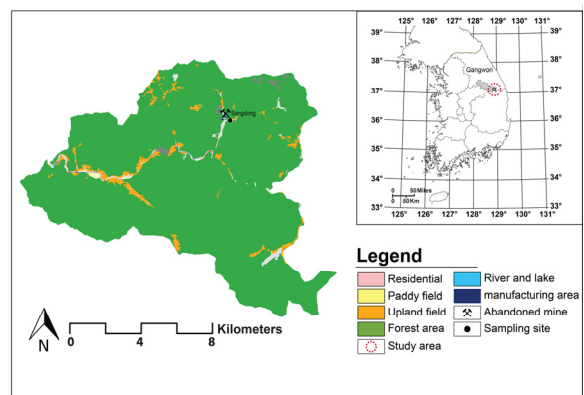 125° 126° 127° 128° 129° 130° 131°
39° 39°
38° 38°
37° 37°
36° 36°
35° 35°
34° 34°
33° 33°
125° 126° 127° 128° 129° 130° 131°
Gangwon
0 50Miles
0 50Km
Sangdong
Legend
Residential
River and lake
Paddy field
manufacturing area
Upland field
Abandoned mine
Forest area
Sampling site
Study area
N
Kilometers
0 4 8